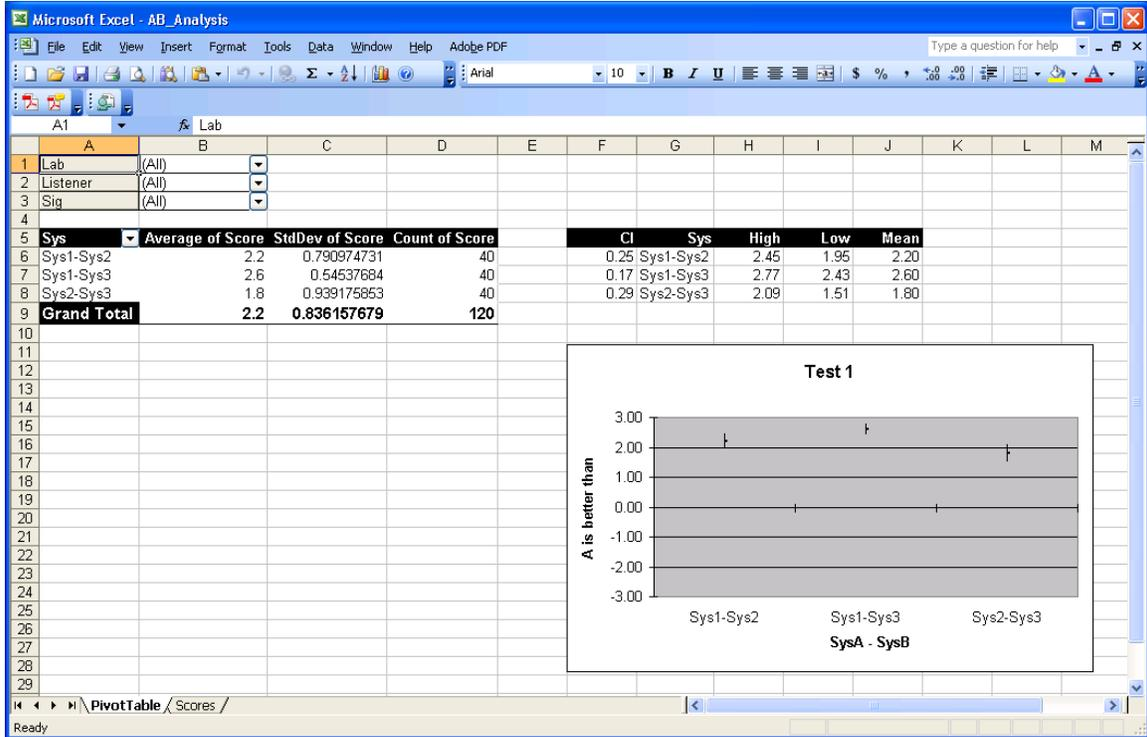 Microsoft Excel - AB_Analysis
File Edit View Insert Format Tools Data Window Help Adobe PDF Type a question for help
Arial 10 B I U $ % ,
A1 fx Lab
A B C D E F G H I J K L M
1 Lab (All)
2 Listener (All)
3 Sig (All)
4
5 Sys Average of Score StdDev of Score Count of Score CI Sys High Low Mean
6 Sys1-Sys2 2.2 0.790974731 40 0.25 Sys1-Sys2 2.45 1.95 2.20
7 Sys1-Sys3 2.6 0.54537684 40 0.17 Sys1-Sys3 2.77 2.43 2.60
8 Sys2-Sys3 1.8 0.939175853 40 0.29 Sys2-Sys3 2.09 1.51 1.80
9 Grand Total 2.2 0.836157679 120
10
11
12
13
14
15
16
17
18
19
20
21
22
23
24
25
26
27
28
29
Test 1
A is better than
3.00
2.00
1.00
0.00
-1.00
-2.00
-3.00
Sys1-Sys2 Sys1-Sys3 Sys2-Sys3
SysA - SysB
PivotTable / Scores /
Ready